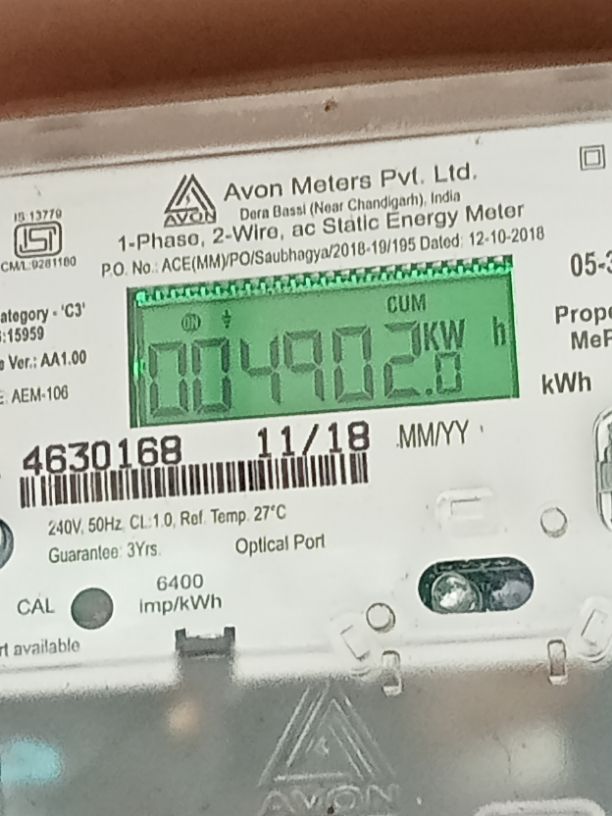 IS 13779
CM/L:9281180
AVON
Avon Meters Pvt. Ltd.
Dera Bassi (Near Chandigarh), India
1-Phase, 2-Wire, ac Static Energy Meter
P.O. No.: ACE(MM)/PO/Saubhagya/2018-19/195 Dated: 12-10-2018
ategory - 'C3'
:15959
Ver.: AA1.00
AEM-106
ON
CUM
004902.0 KW h
05-3
Prope
MeP
kWh
4630168 11/18 MM/YY
240V, 50Hz, CL:1.0, Ref. Temp. 27°C
Guarantee: 3Yrs. Optical Port
CAL
6400
imp/kWh
rt available
AVON